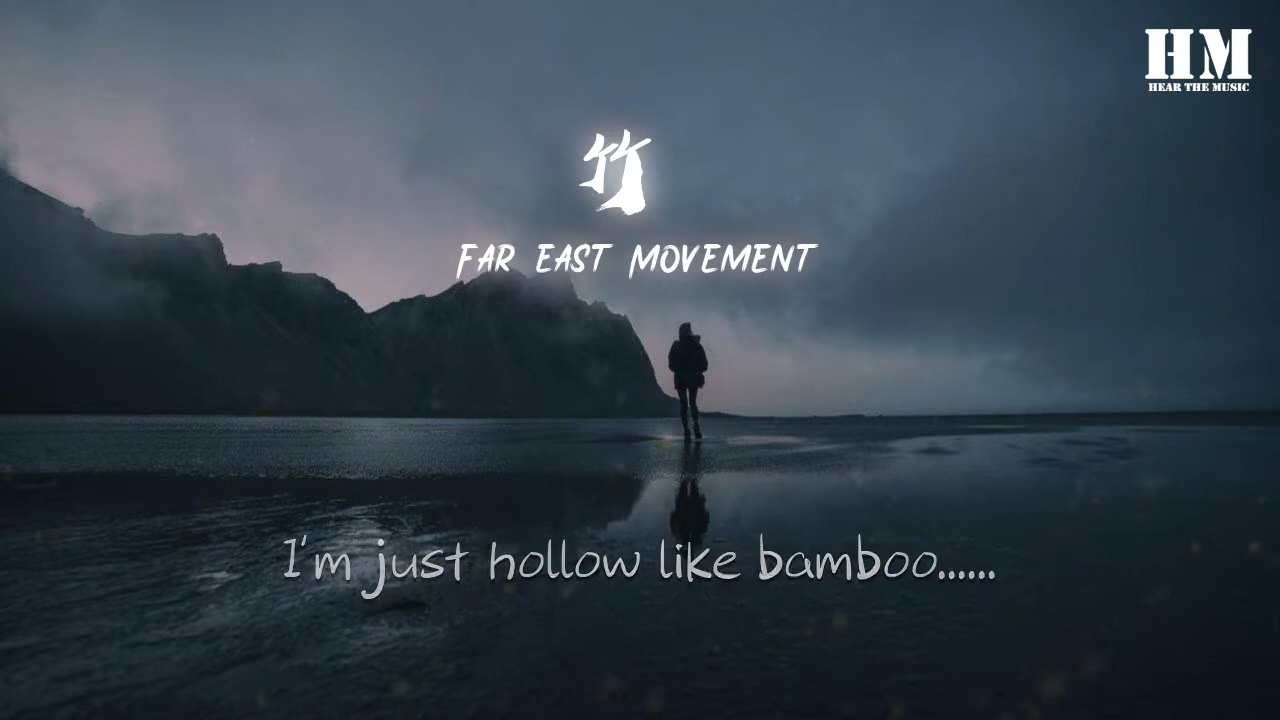 HM
HEAR THE MUSIC
竹
FAR EAST MOVEMENT
I'm just hollow like bamboo......